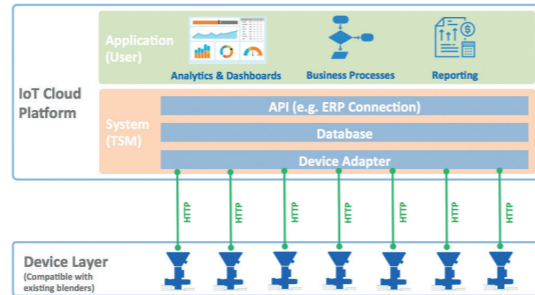 Application
(User)
Analytics & Dashboards
Business Processes
Reporting
IoT Cloud
Platform
System
(TSM)
API (e.g. ERP Connection)
Database
Device Adapter
HTTP
HTTP
HTTP
HTTP
HTTP
HTTP
HTTP
Device Layer
(Compatible with
existing blenders)